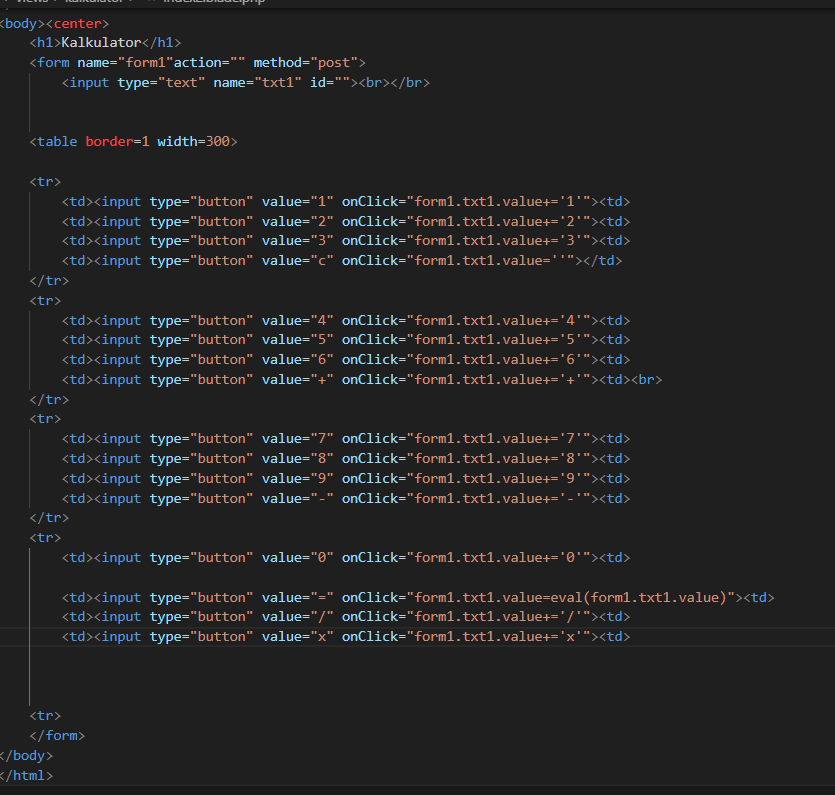 views kalkulator index2.blade.php
<body><center>
<h1>Kalkulator</h1>
<form name="form1"action="" method="post">
<input type="text" name="txt1" id=""><br></br>
<table border=1 width=300>
<tr>
<td><input type="button" value="1" onClick="form1.txt1.value+='1'"><td>
<td><input type="button" value="2" onClick="form1.txt1.value+='2'"><td>
<td><input type="button" value="3" onClick="form1.txt1.value+='3'"><td>
<td><input type="button" value="c" onClick="form1.txt1.value=''"></td>
</tr>
<tr>
<td><input type="button" value="4" onClick="form1.txt1.value+='4'"><td>
<td><input type="button" value="5" onClick="form1.txt1.value+='5'"><td>
<td><input type="button" value="6" onClick="form1.txt1.value+='6'"><td>
<td><input type="button" value="+" onClick="form1.txt1.value+='+'"><td><br>
</tr>
<tr>
<td><input type="button" value="7" onClick="form1.txt1.value+='7'"><td>
<td><input type="button" value="8" onClick="form1.txt1.value+='8'"><td>
<td><input type="button" value="9" onClick="form1.txt1.value+='9'"><td>
<td><input type="button" value="-" onClick="form1.txt1.value+='-'"><td>
</tr>
<tr>
<td><input type="button" value="0" onClick="form1.txt1.value+='0'"><td>
<td><input type="button" value="=" onClick="form1.txt1.value=eval(form1.txt1.value)"><td>
<td><input type="button" value="/" onClick="form1.txt1.value+='/'"><td>
<td><input type="button" value="x" onClick="form1.txt1.value+='x'"><td>
<tr>
</form>
</body>
</html>